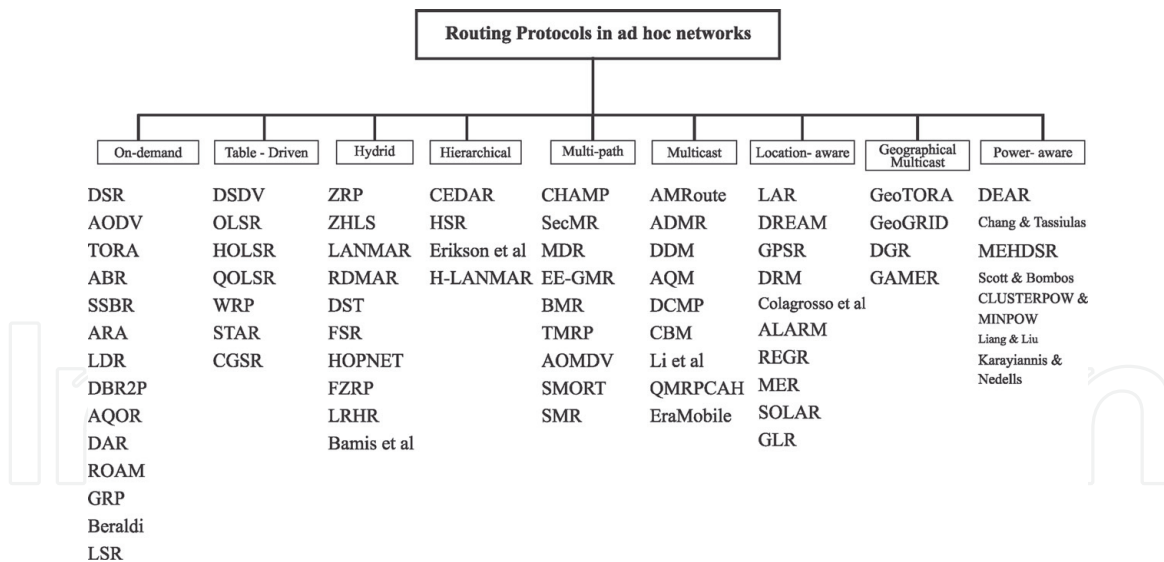 Routing Protocols in ad hoc networks
On-demand
DSR
AODV
TORA
ABR
SSBR
ARA
LDR
DBR2P
AQOR
DAR
ROAM
GRP
Beraldi
LSR
Table - Driven
DSDV
OLSR
HOLSR
QOLSR
WRP
STAR
CGSR
Hydrid
ZRP
ZHLS
LANMAR
RDMAR
DST
FSR
HOPNET
FZRP
LRHR
Bamis et al
Hierarchical
CEDAR
HSR
Erikson et al
H-LANMAR
Multi-path
CHAMP
SecMR
MDR
EE-GMR
BMR
TMRP
AOMDV
SMORT
SMR
Multicast
AMRoute
ADMR
DDM
AQM
DCMP
CBM
Li et al
QMRPCAH
EraMobile
Location- aware
LAR
DREAM
GPSR
DRM
Colagrosso et al
ALARM
REGR
MER
SOLAR
GLR
Geographical
Multicast
GeoTORA
GeoGRID
DGR
GAMER
Power- aware
DEAR
Chang & Tassiulas
MEHDSR
Scott & Bombos
CLUSTERPOW &
MINPOW
Liang & Liu
Karayiannis &
Nedells